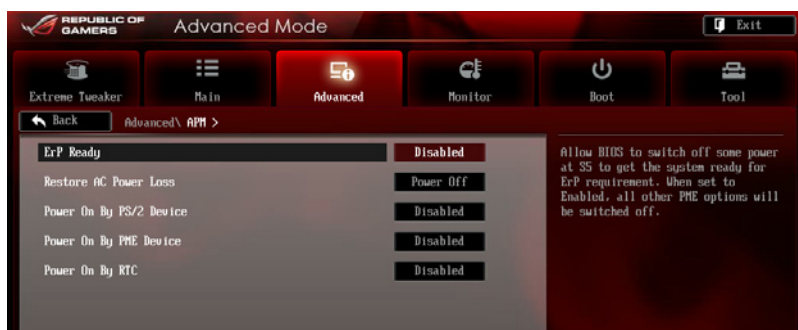 REPUBLIC OF
GAMERS
Advanced Mode
Exit
Extreme Tweaker
Main
Advanced
Monitor
Boot
Tool
Back
Advanced\ APM >
ErP Ready
Disabled
Restore AC Power Loss
Power Off
Power On By PS/2 Device
Disabled
Power On By PME Device
Disabled
Power On By RTC
Disabled
Allow BIOS to switch off some power
at S5 to get the system ready for
ErP requirement. When set to
Enabled, all other PME options will
be switched off.